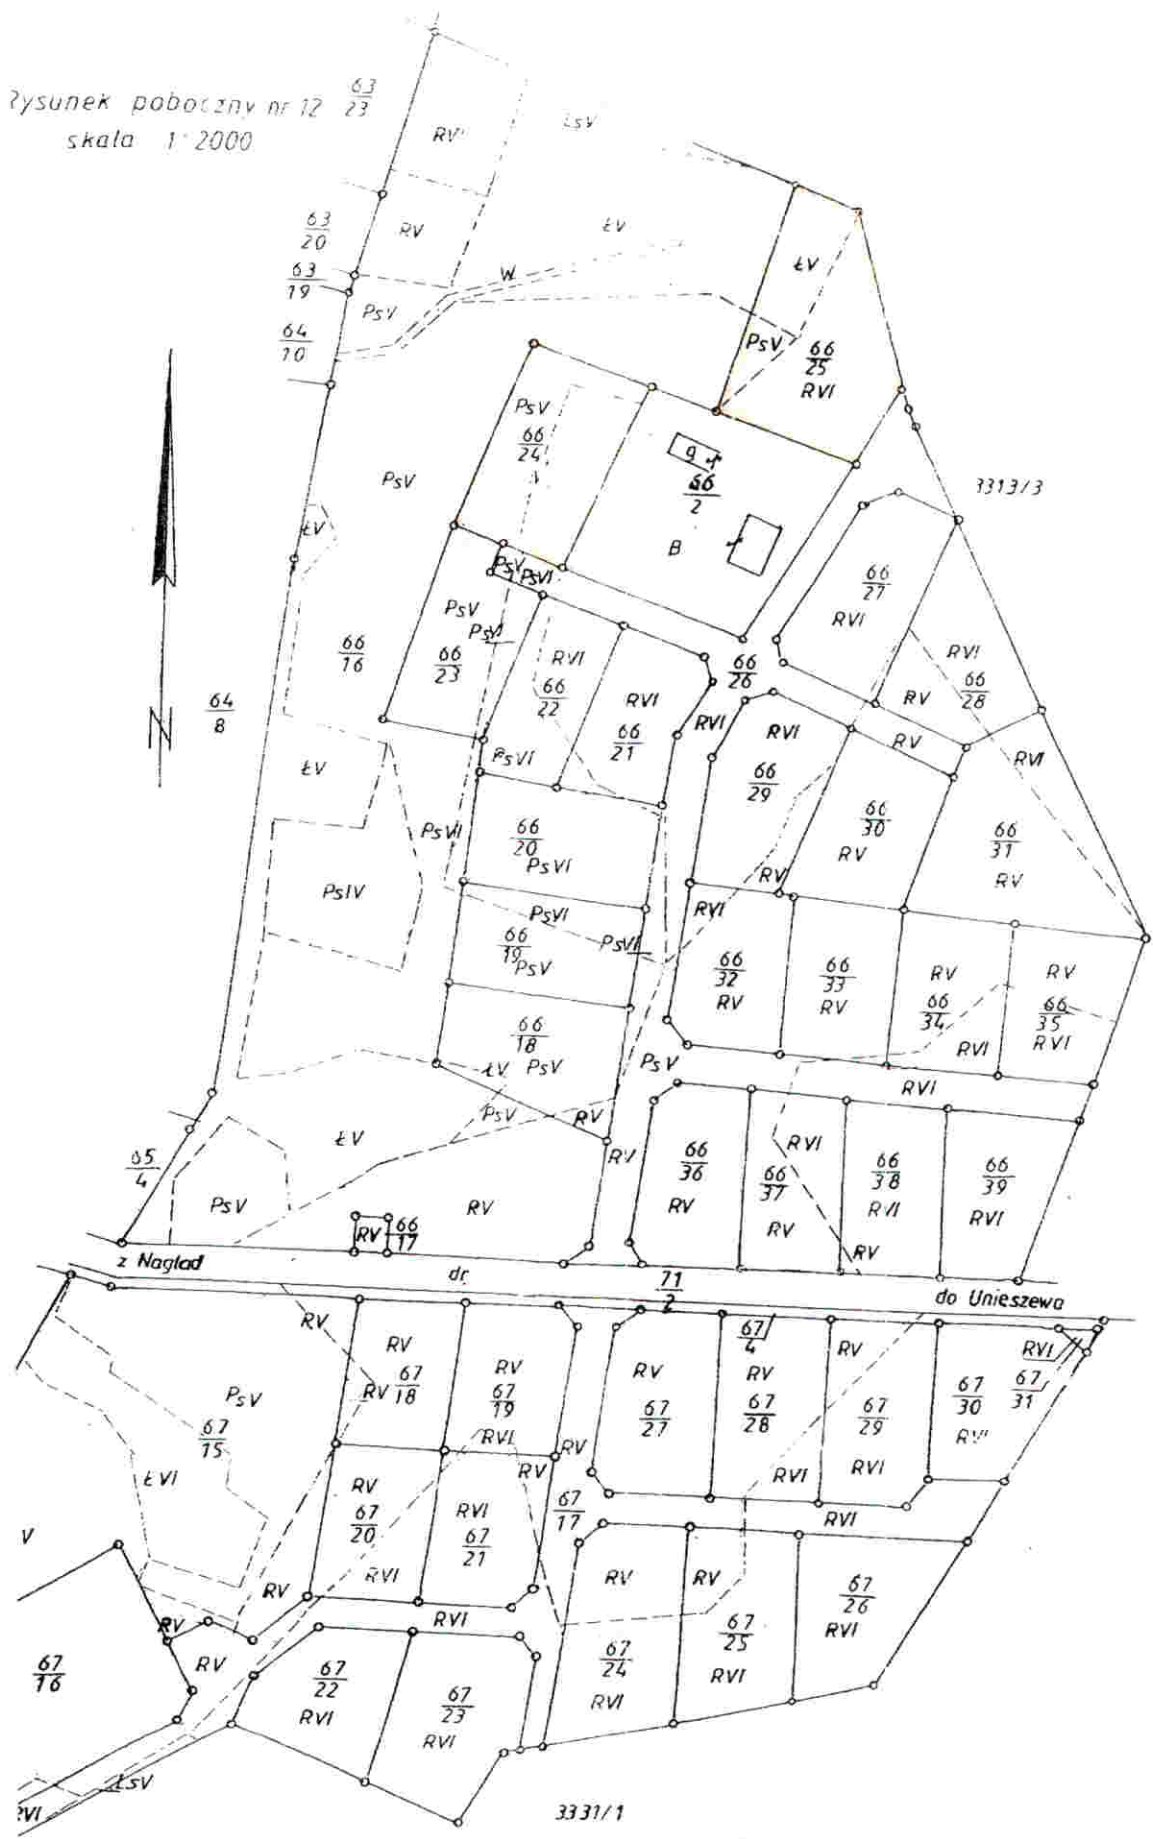 Rysunek poboczny nr 12
skala 1:2000
63/23
RVI
ŁsV
63/20
RV
ŁV
63/19
W
PsV
64/10
ŁV
PsV
66/25
RVI
PsV
66/24
W
9
66/2
B
3313/3
PsV
ŁV
66/27
RVI
PsV
PsVI
PsV
PsVI
66/23
66/16
RVI
66/22
RVI
66/21
66/26
RVI
RVI
66/28
RV
64/8
RVI
RV
RVI
66/29
ŁV
PsVI
PsVI
66/20
PsVI
66/30
RV
66/31
RV
RV
PsIV
PsVI
66/19
PsV
PsVI
RVI
66/32
RV
66/33
RV
RV
66/34
RVI
RV
66/35
RVI
66/18
PsV
ŁV
PsV
PsV
RVI
RV
ŁV
RV
65/4
PsV
RV
66/36
RV
RVI
66/37
RV
66/38
RVI
RV
66/39
RVI
RV
66/17
z Naglad
dr.
71/2
do Unieszewa
RV
RV
67/18
RV
RV
67/19
RVI
RV
67/27
67/4
RV
67/28
RVI
RV
67/29
RVI
67/30
RVI
RVI
67/31
PsV
67/15
ŁVI
RV
67/20
RVI
RVI
67/21
RV
RV
67/17
RVI
V
RV
RVI
RV
67/24
RVI
RV
67/25
RVI
67/26
RVI
RV
RV
67/16
67/22
RVI
67/23
RVI
ŁsV
RVI
3331/1